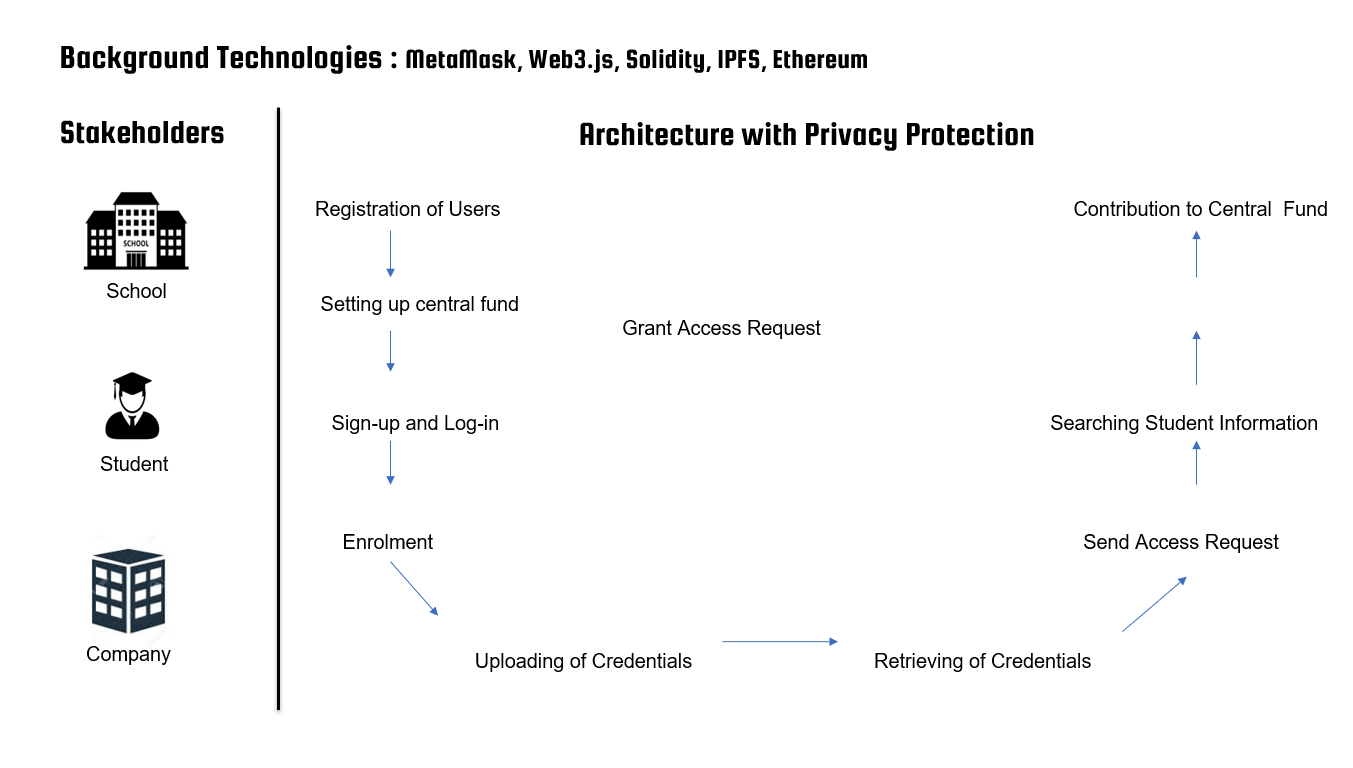 Background Technologies : MetaMask, Web3.js, Solidity, IPFS, Ethereum
Stakeholders
SCHOOL
School
Student
Company
Architecture with Privacy Protection
Registration of Users
Setting up central fund
Sign-up and Log-in
Enrolment
Uploading of Credentials
Retrieving of Credentials
Send Access Request
Searching Student Information
Contribution to Central  Fund
Grant Access Request